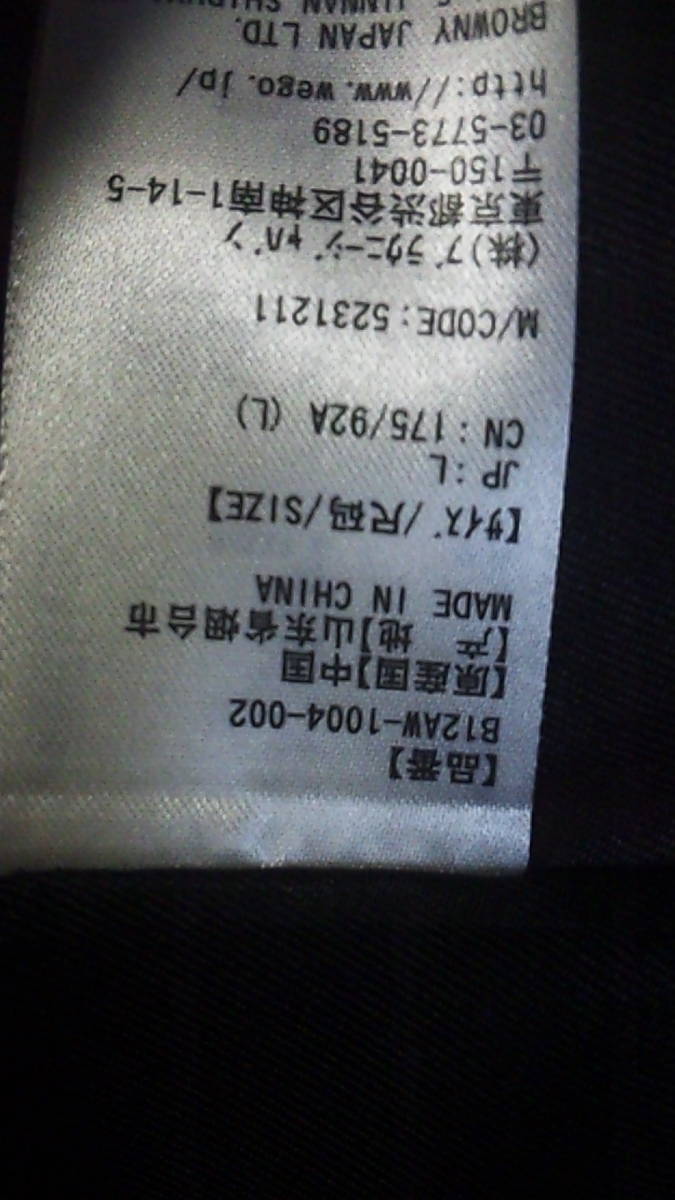 【品番】
B12AW-1004-002
【原産国】中国
【产　地】山东省烟台市
MADE IN CHINA
【サイズ/尺码/SIZE】
JP：L
CN：175/92A (L)
M/CODE：5231211
(株)ブラウニージャパン
東京都渋谷区神南1-14-5
〒150-0041
03-5773-5189
http://www.wego.jp/
BROWNY JAPAN LTD.